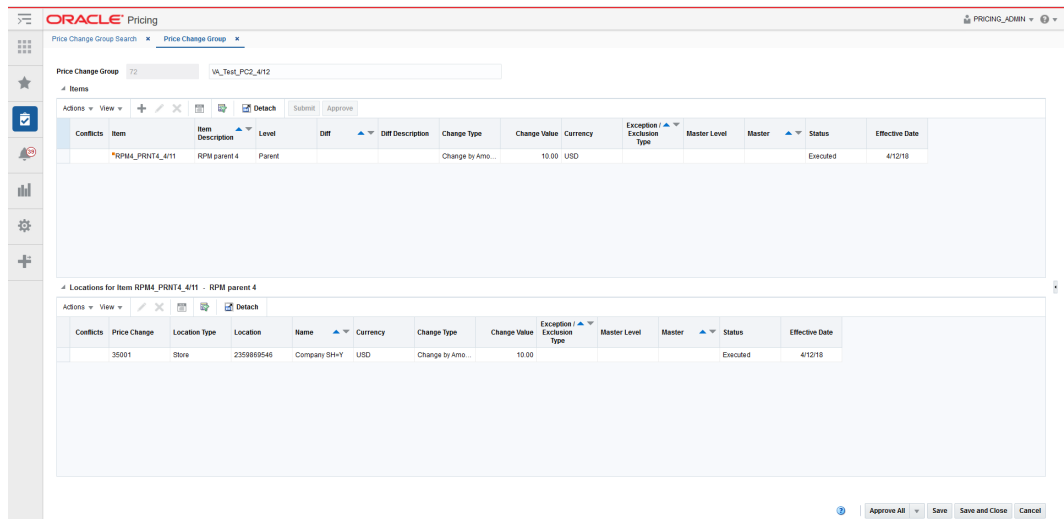 ORACLE Pricing PRICING_ADMIN
Price Change Group Search × Price Change Group ×
Price Change Group 72 VA_Test_PC2_4/12
Items
Actions View Detach Submit Approve
Conflicts Item Item Description Level Diff Diff Description Change Type Change Value Currency Exception / Exclusion Type Master Level Master Status Effective Date
*RPM4_PRNT4_4/11 RPM parent 4 Parent Change by Amo... 10.00 USD Executed 4/12/18
39
Locations for Item RPM4_PRNT4_4/11 - RPM parent 4
Actions View Detach
Conflicts Price Change Location Type Location Name Currency Change Type Change Value Exception / Exclusion Type Master Level Master Status Effective Date
35001 Store 2359869546 Company SH=Y USD Change by Amo... 10.00 Executed 4/12/18
Approve All Save Save and Close Cancel